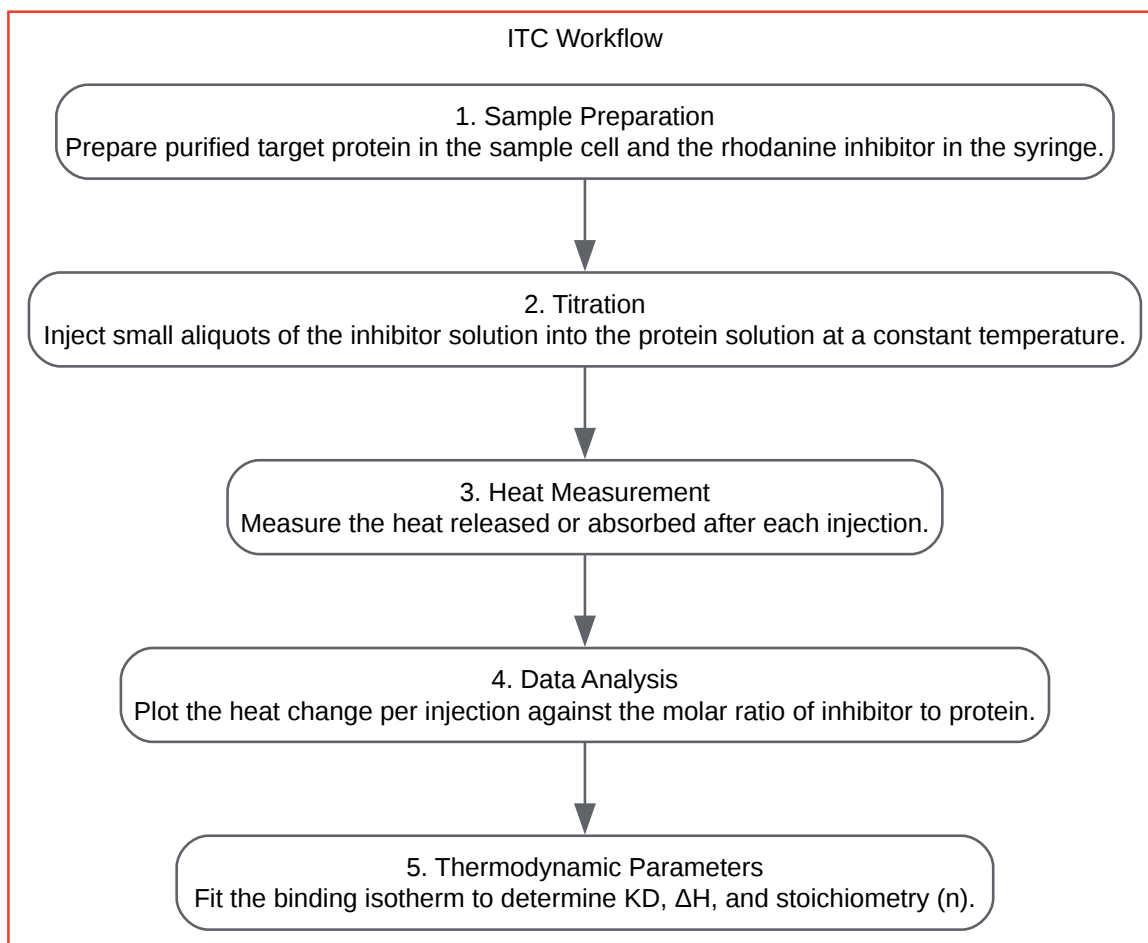 ITC Workflow
1. Sample Preparation
Prepare purified target protein in the sample cell and the rhodanine inhibitor in the syringe.
2. Titration
Inject small aliquots of the inhibitor solution into the protein solution at a constant temperature.
3. Heat Measurement
Measure the heat released or absorbed after each injection.
4. Data Analysis
Plot the heat change per injection against the molar ratio of inhibitor to protein.
5. Thermodynamic Parameters
Fit the binding isotherm to determine KD, ΔH, and stoichiometry (n).